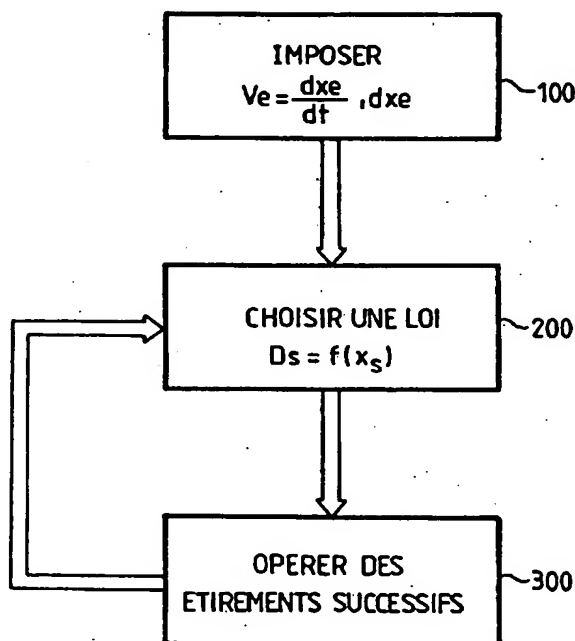 IMPOSER
Ve = dxe/dt , dxe
100
CHOISIR UNE LOI
Ds = f(xs)
200
OPERER DES
ETIREMENTS SUCCESSIFS
300